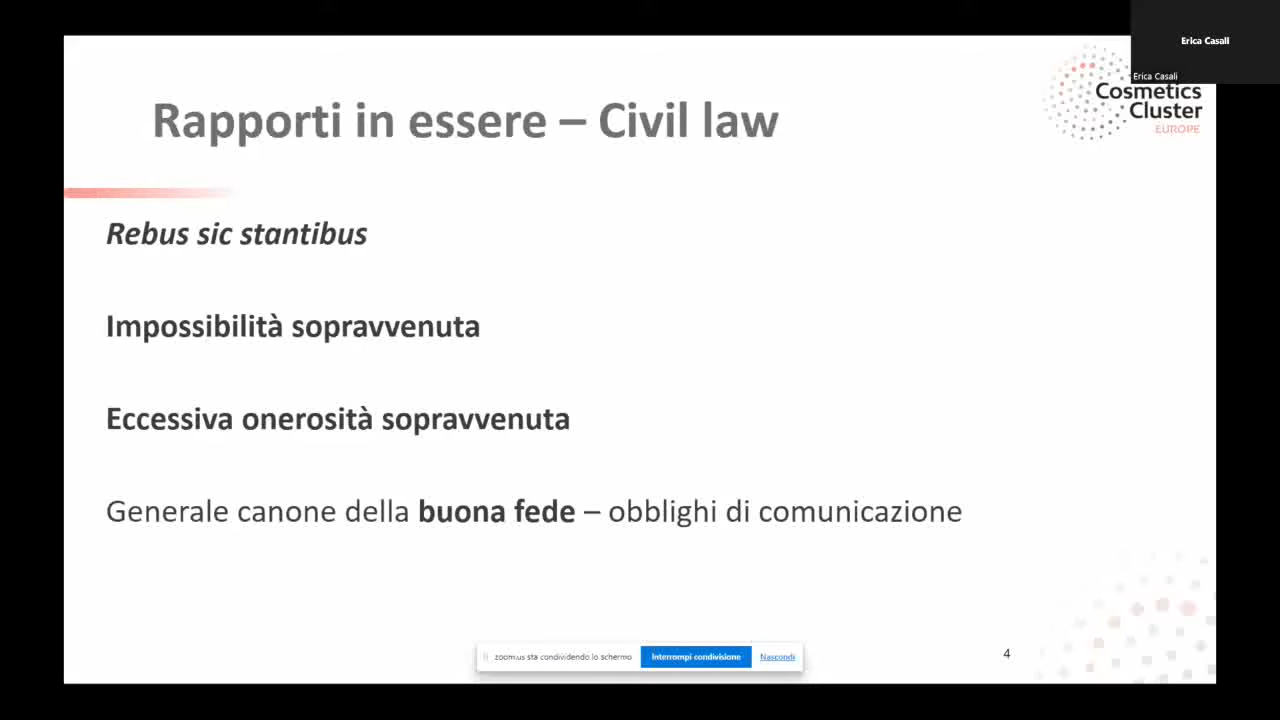 Erica Casali
Erica Casali
Cosmetics
Cluster
EUROPE
Rapporti in essere – Civil law
Rebus sic stantibus
Impossibilità sopravvenuta
Eccessiva onerosità sopravvenuta
Generale canone della buona fede – obblighi di comunicazione
zoom.us sta condividendo lo schermo
Interrompi condivisione
Nascondi
4